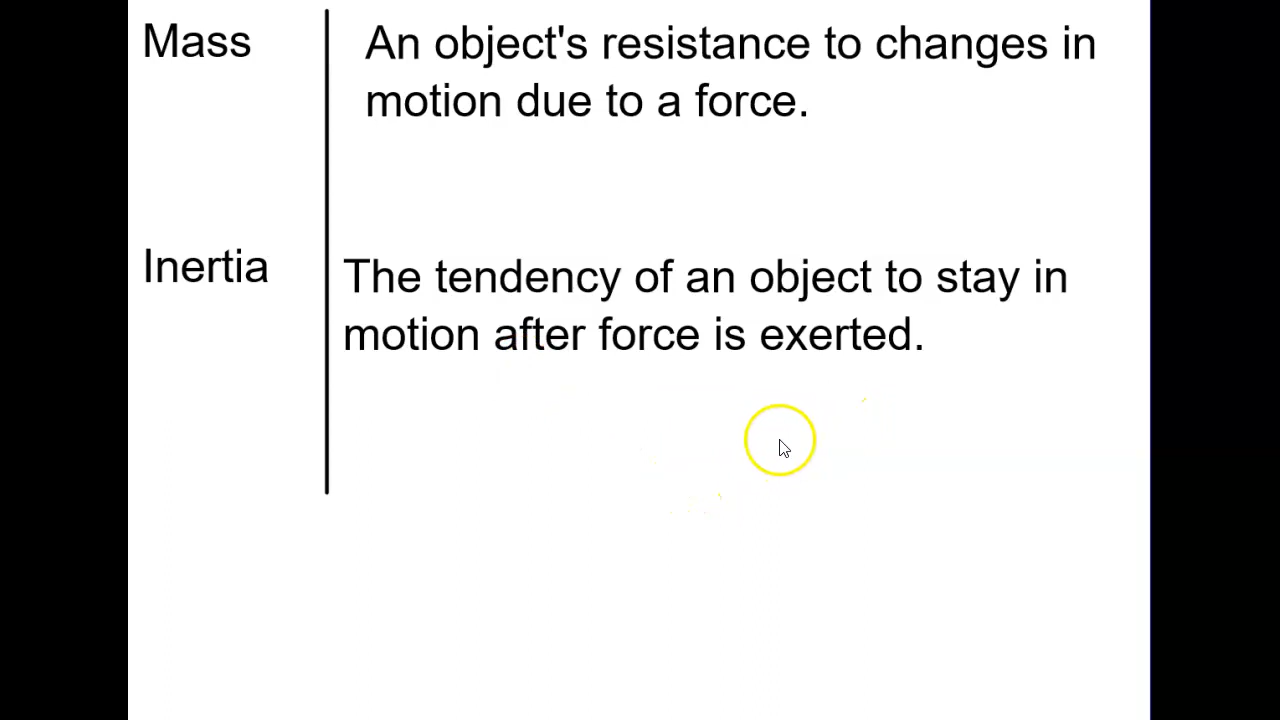 Mass
An object's resistance to changes in
motion due to a force.
Inertia
The tendency of an object to stay in
motion after force is exerted.